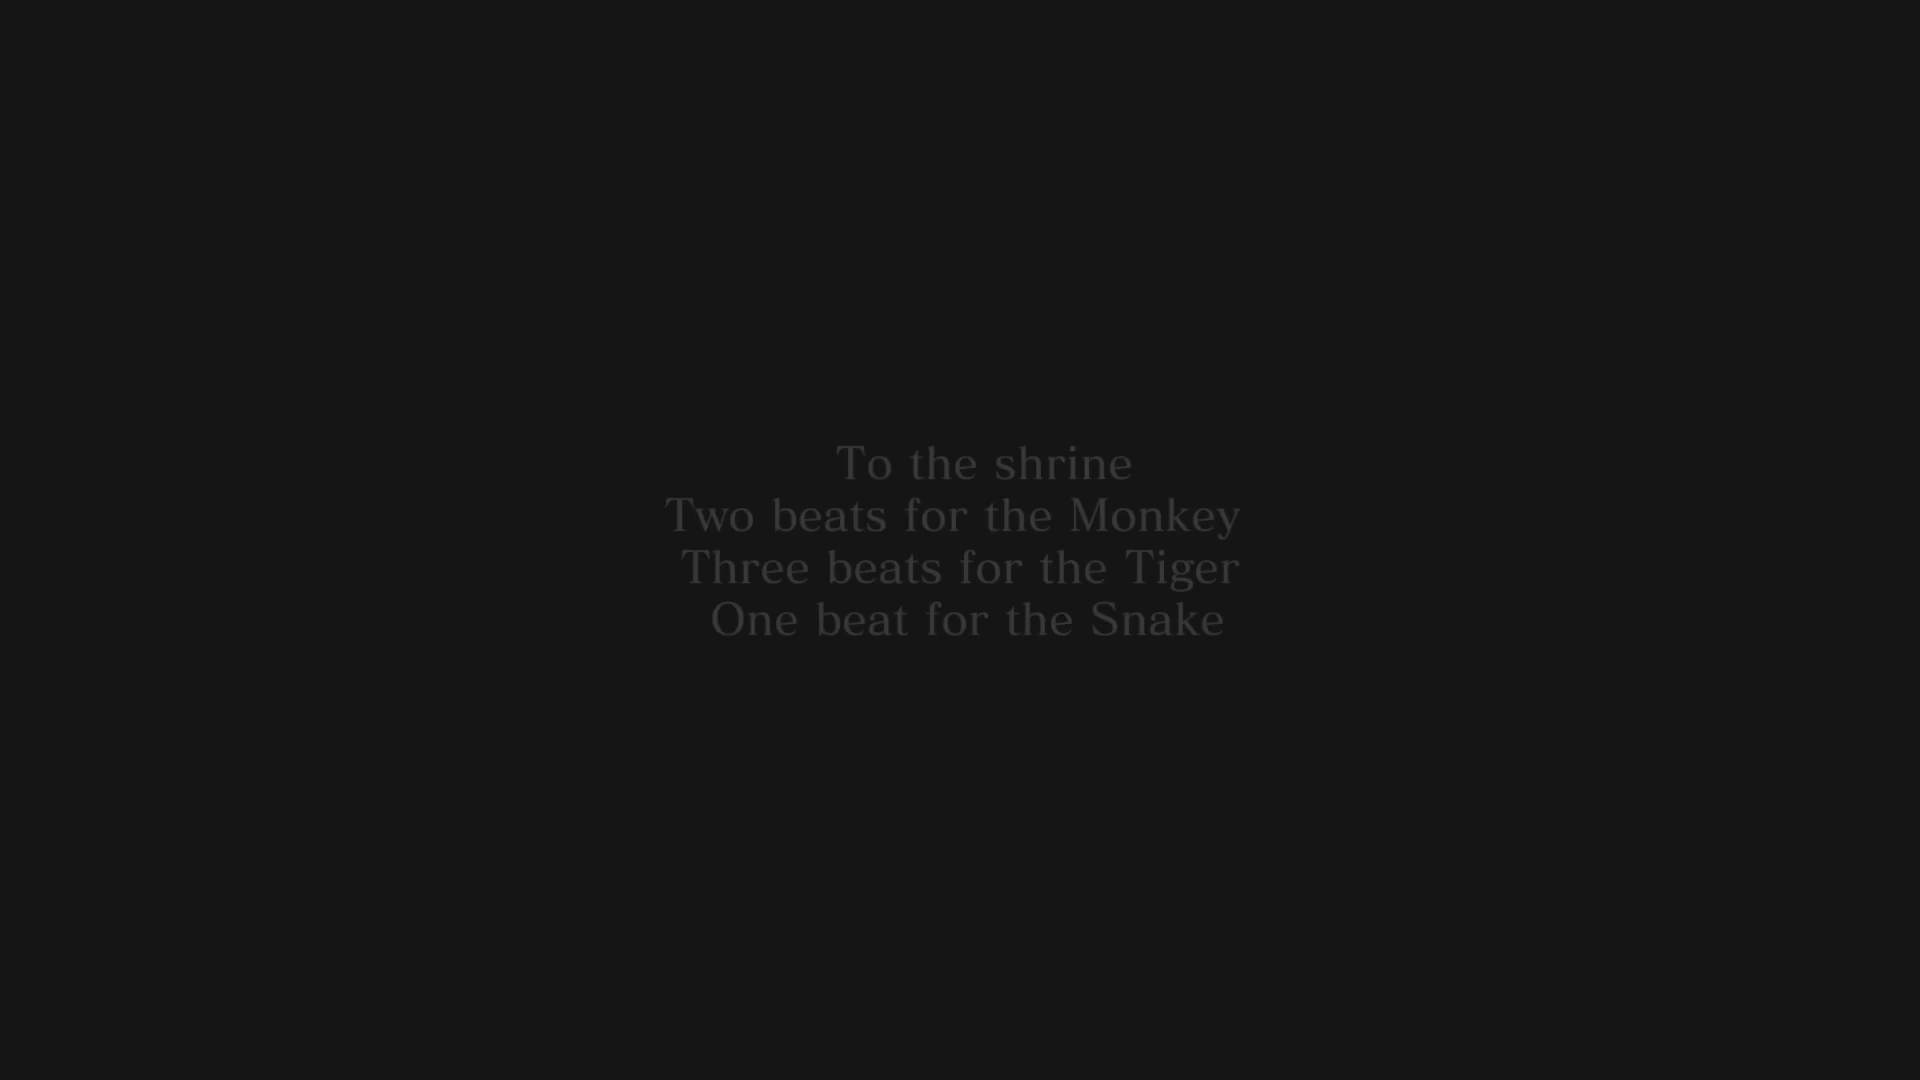 To the shrine
Two beats for the Monkey
Three beats for the Tiger
One beat for the Snake